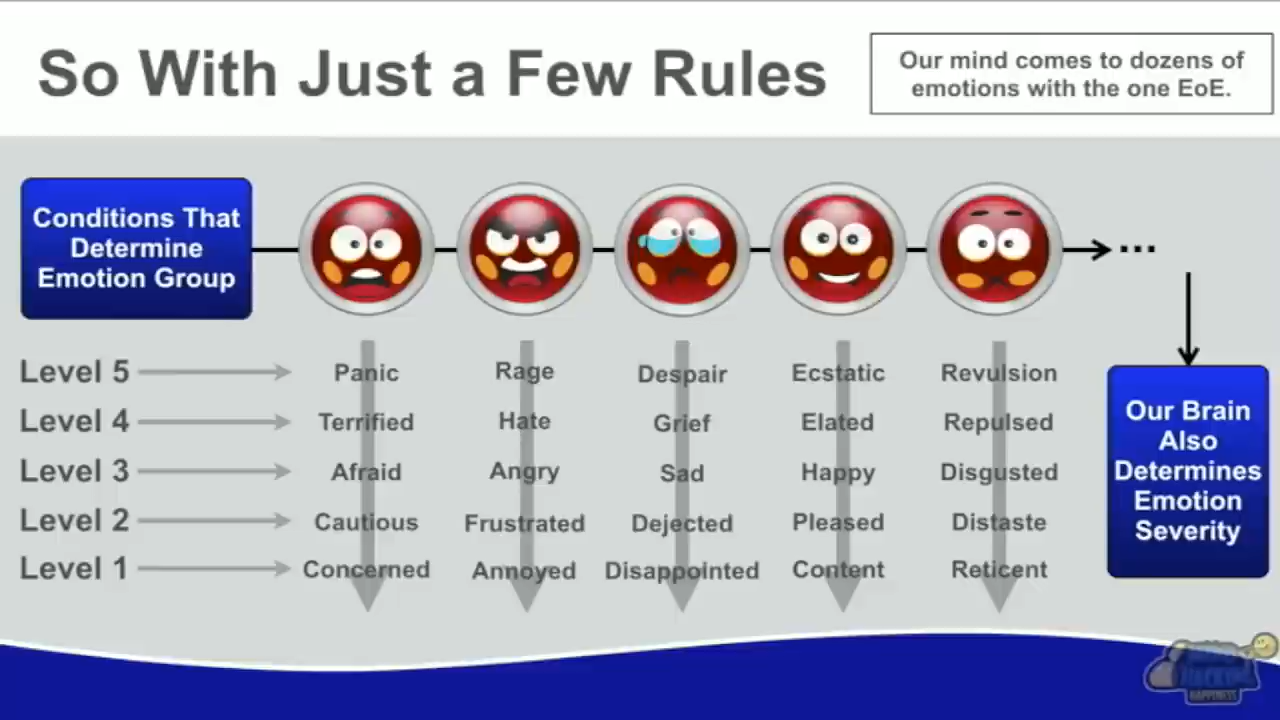 So With Just a Few Rules
Our mind comes to dozens of
emotions with the one EoE.
Conditions That
Determine
Emotion Group
...
Level 5 Panic Rage Despair Ecstatic Revulsion
Level 4 Terrified Hate Grief Elated Repulsed
Level 3 Afraid Angry Sad Happy Disgusted
Level 2 Cautious Frustrated Dejected Pleased Distaste
Level 1 Concerned Annoyed Disappointed Content Reticent
Our Brain
Also
Determines
Emotion
Severity
HAPPINESS